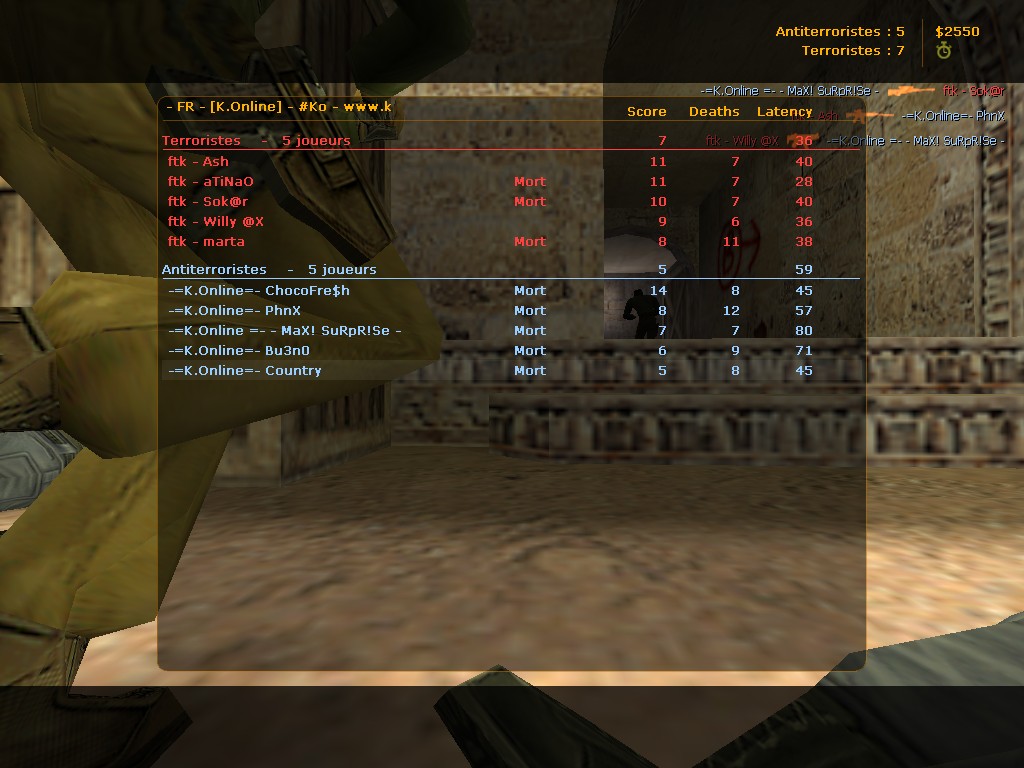 Antiterroristes : 5 $2550
Terroristes : 7
-=K.Online =- - MaX! SuRpR!Se - ftk - Sok@r
- FR - [K.Online] - #Ko - www.k Score Deaths Latency
Ash -=K.Online=- PhnX
Terroristes - 5 joueurs 7 36
ftk - Willy @X -=K.Online =- - MaX! SuRpR!Se -
ftk - Ash 11 7 40
ftk - aTiNaO Mort 11 7 28
ftk - Sok@r Mort 10 7 40
ftk - Willy @X 9 6 36
ftk - marta Mort 8 11 38
Antiterroristes - 5 joueurs 5 59
-=K.Online=- ChocoFre$h Mort 14 8 45
-=K.Online=- PhnX Mort 8 12 57
-=K.Online =- - MaX! SuRpR!Se - Mort 7 7 80
-=K.Online=- Bu3n0 Mort 6 9 71
-=K.Online=- Country Mort 5 8 45